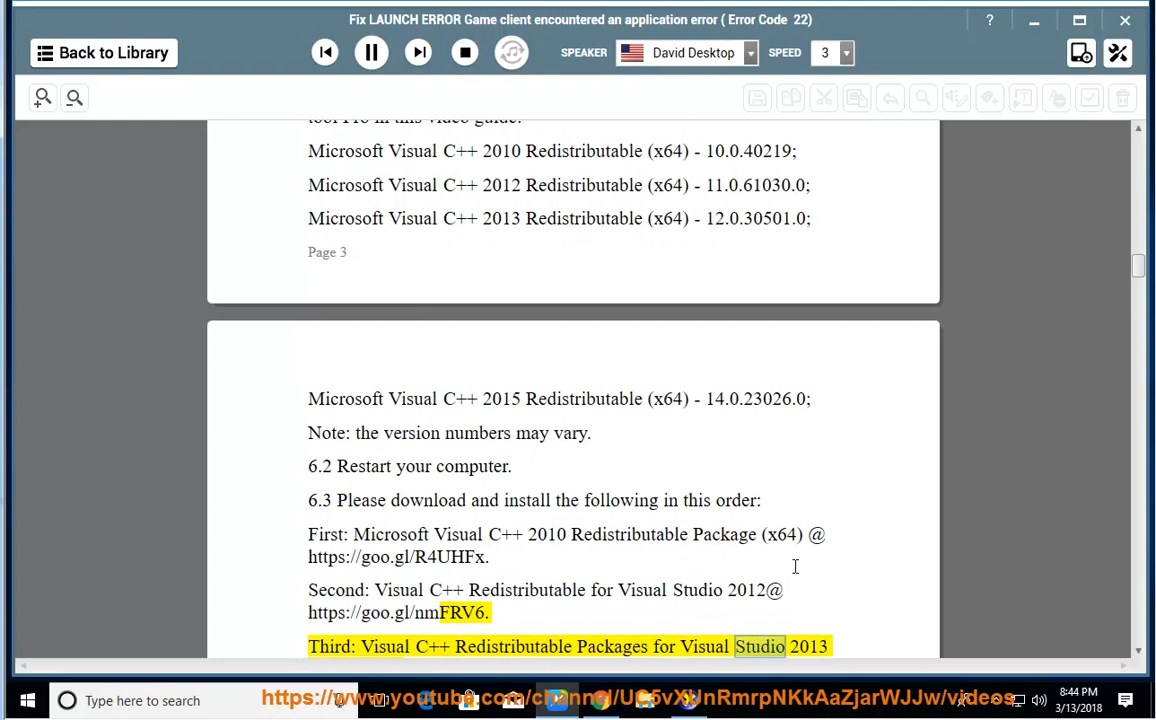 Fix LAUNCH ERROR Game client encountered an application error ( Error Code 22)
Back to Library
SPEAKER David Desktop SPEED 3
tool Pro in this video guide.
Microsoft Visual C++ 2010 Redistributable (x64) - 10.0.40219;
Microsoft Visual C++ 2012 Redistributable (x64) - 11.0.61030.0;
Microsoft Visual C++ 2013 Redistributable (x64) - 12.0.30501.0;
Page 3
Microsoft Visual C++ 2015 Redistributable (x64) - 14.0.23026.0;
Note: the version numbers may vary.
6.2 Restart your computer.
6.3 Please download and install the following in this order:
First: Microsoft Visual C++ 2010 Redistributable Package (x64) @
https://goo.gl/R4UHFx.
Second: Visual C++ Redistributable for Visual Studio 2012@
https://goo.gl/nmFRV6.
Third: Visual C++ Redistributable Packages for Visual Studio 2013
Type here to search
8:44 PM
3/13/2018